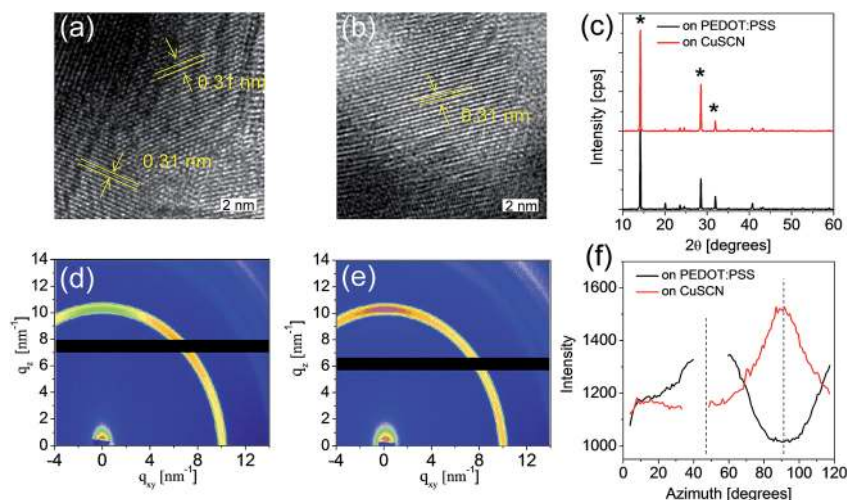 (a)
0.31 nm
0.31 nm
2 nm
(b)
0.31 nm
2 nm
(c)
on PEDOT:PSS
on CuSCN
*
*
*
Intensity [cps]
10 20 30 40 50 60
2θ [degrees]
(d)
14
12
10
8
6
4
2
0
qz [nm-1]
-4 0 4 8 12
qxy [nm-1]
(e)
14
12
10
8
6
4
2
0
qz [nm-1]
-4 0 4 8 12
qxy [nm-1]
(f)
on PEDOT:PSS
on CuSCN
1600
1400
1200
1000
Intensity
0 20 40 60 80 100 120
Azimuth [degrees]